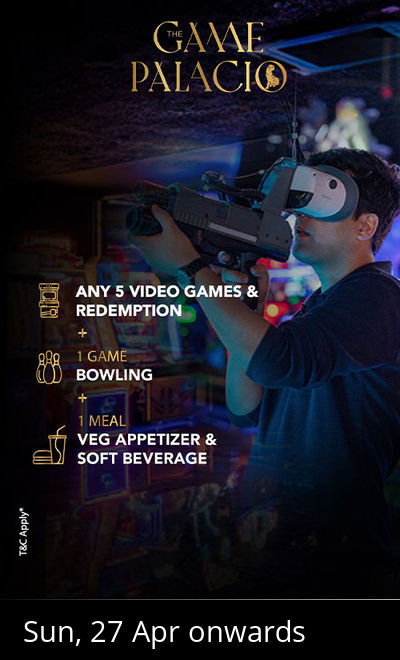 THE
GAME
PALACIO
ANY 5 VIDEO GAMES &
REDEMPTION
+
1 GAME
BOWLING
+
1 MEAL
VEG APPETIZER &
SOFT BEVERAGE
T&C Apply*
Sun, 27 Apr onwards